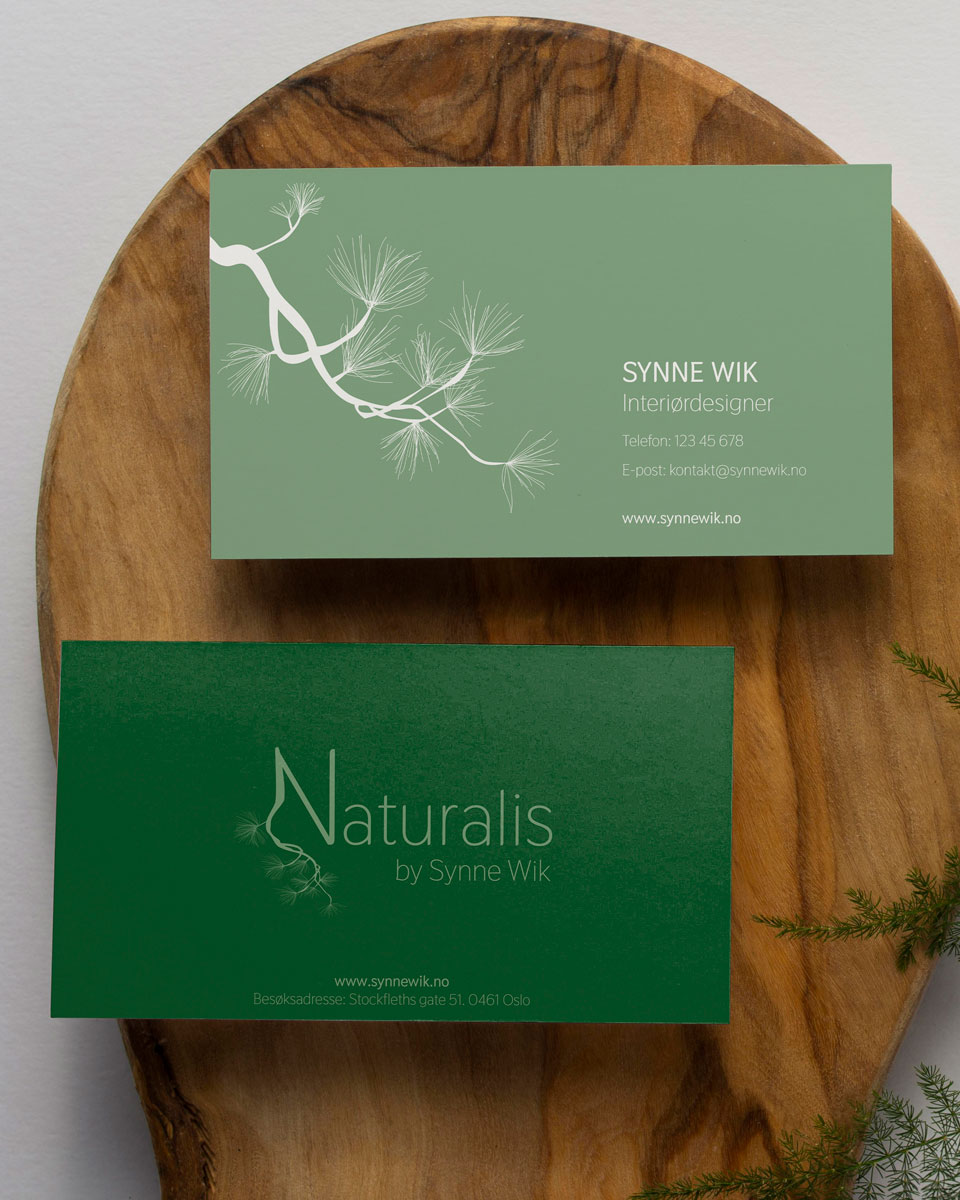 SYNNE WIK
Interiørdesigner
Telefon: 123 45 678
E-post: kontakt@synnewik.no
www.synnewik.no
Naturalis
by Synne Wik
www.synnewik.no
Besøksadresse: Stockfleths gate 51. 0461 Oslo